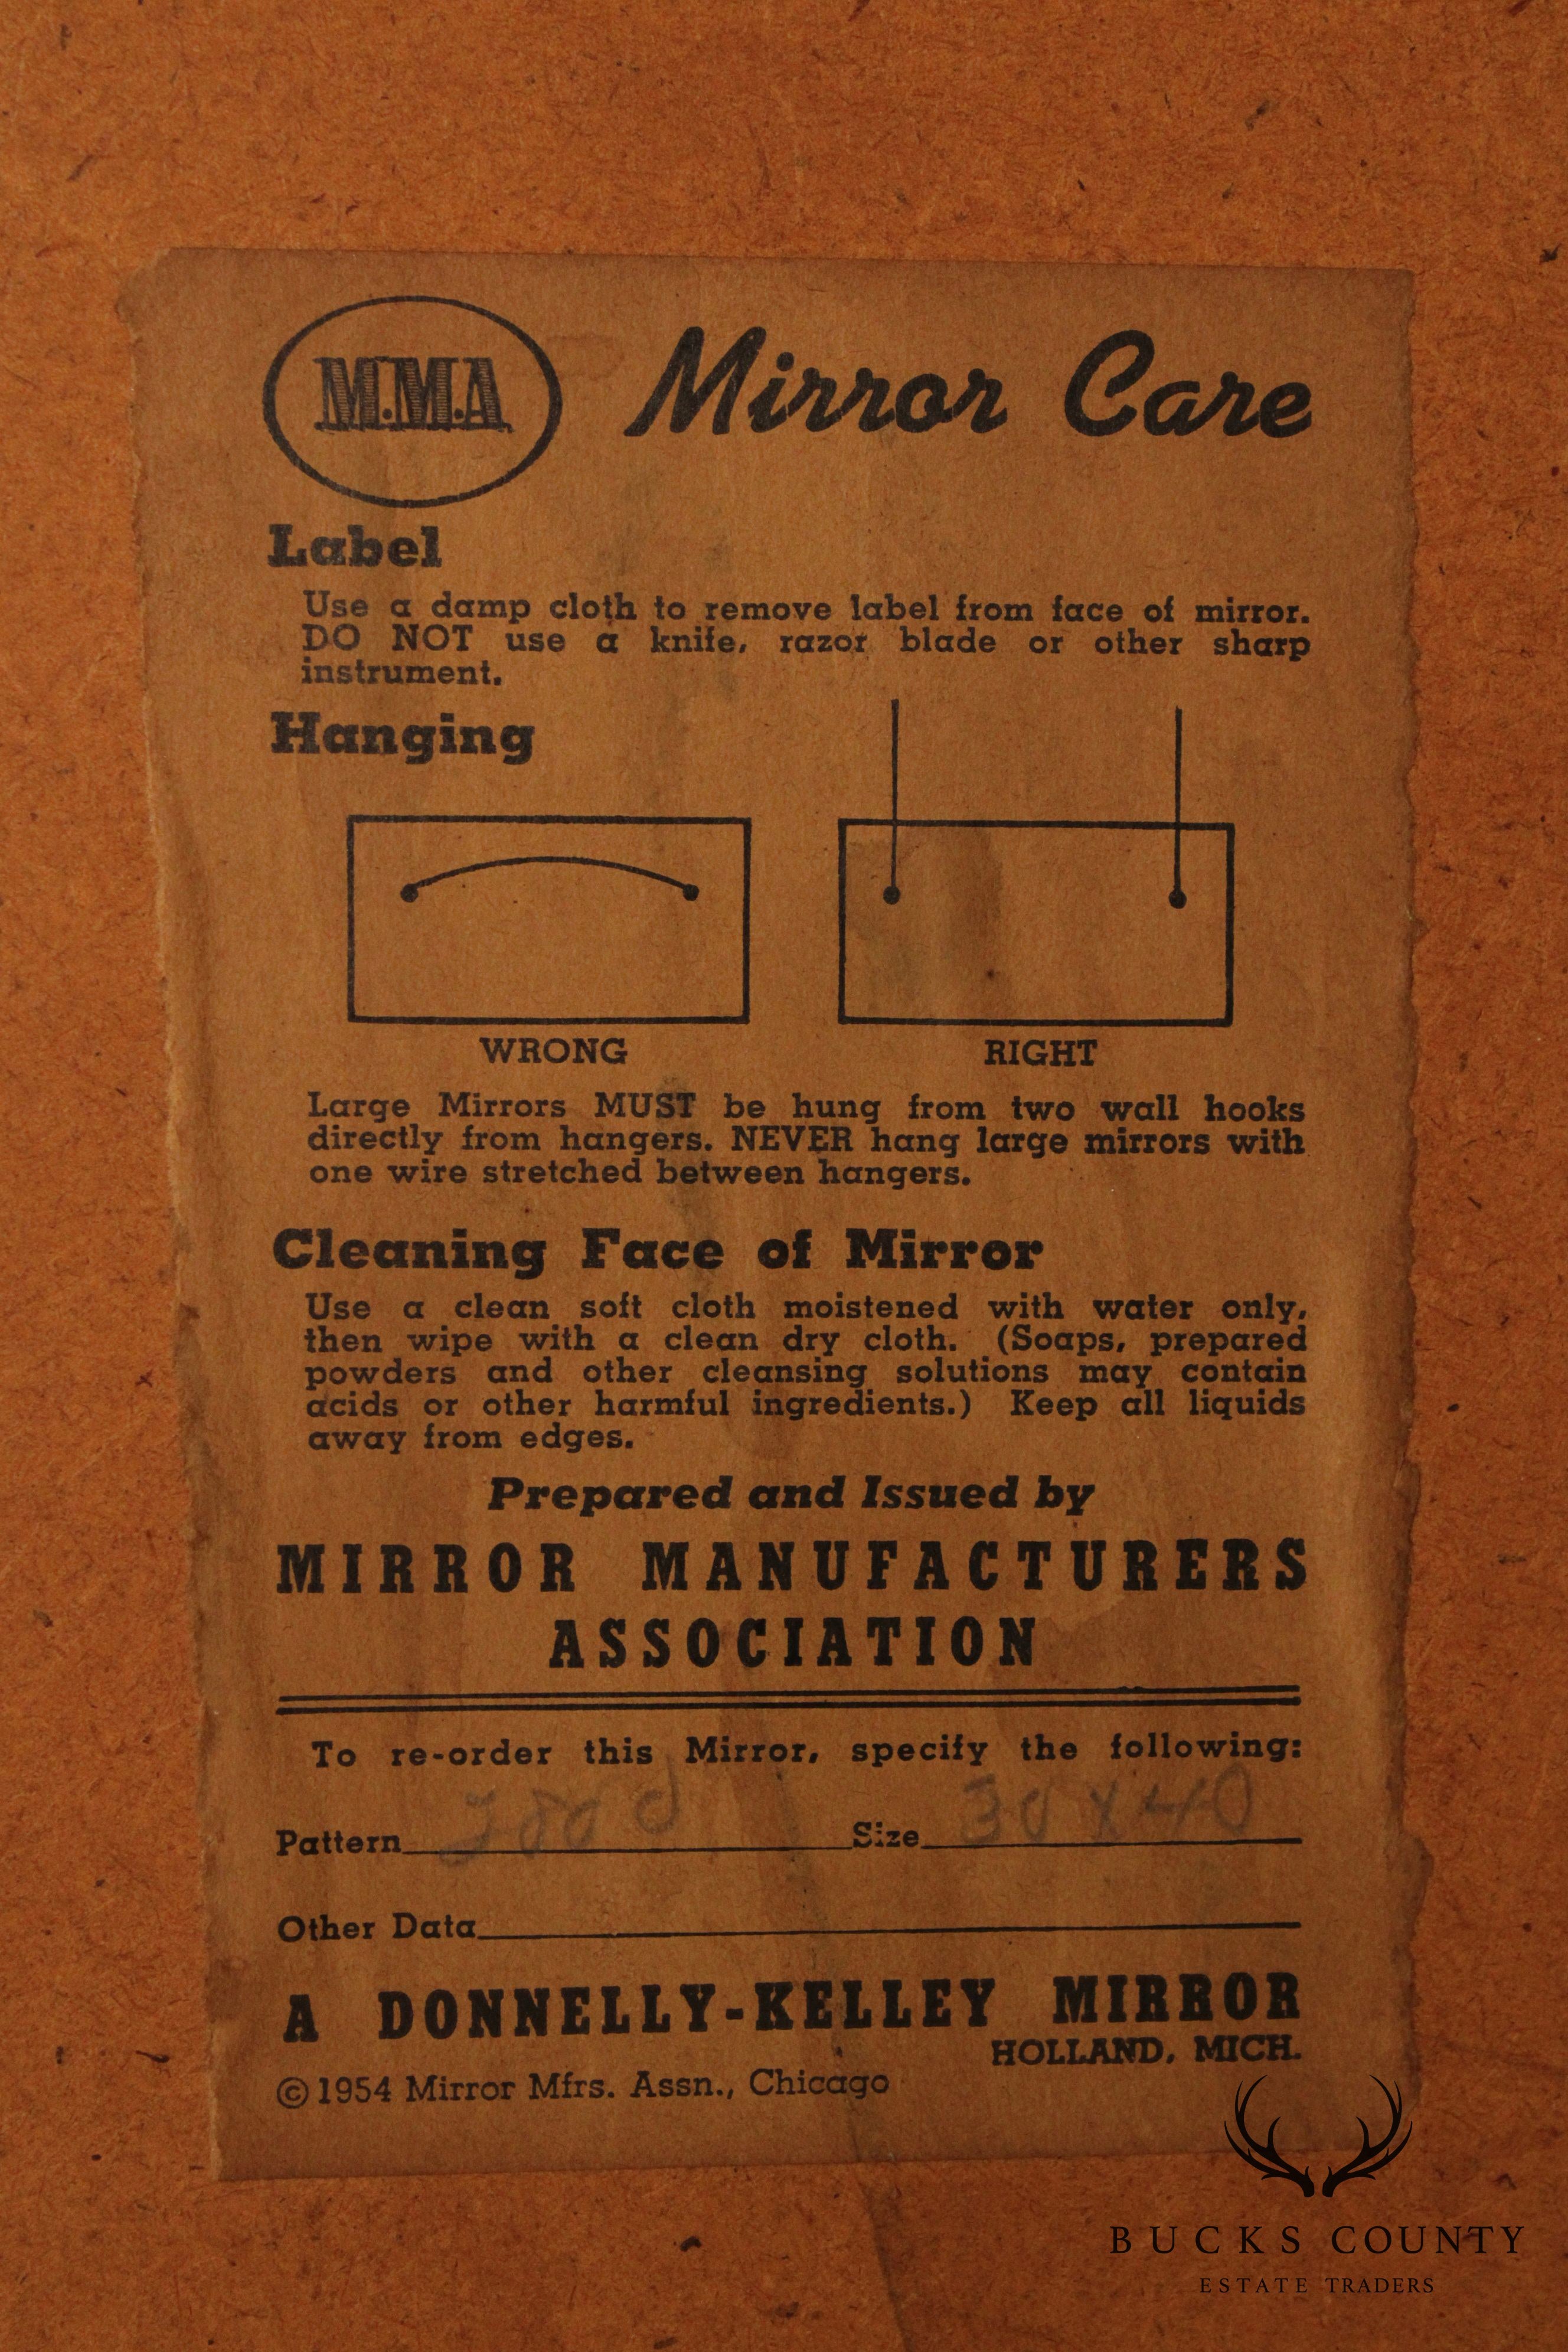 M.M.A Mirror Care
Label
Use a damp cloth to remove label from face of mirror.
DO NOT use a knife, razor blade or other sharp
instrument.
Hanging
WRONG RIGHT
Large Mirrors MUST be hung from two wall hooks
directly from hangers. NEVER hang large mirrors with
one wire stretched between hangers.
Cleaning Face of Mirror
Use a clean soft cloth moistened with water only,
then wipe with a clean dry cloth. (Soaps, prepared
powders and other cleansing solutions may contain
acids or other harmful ingredients.) Keep all liquids
away from edges.
Prepared and Issued by
MIRROR MANUFACTURERS
ASSOCIATION
To re-order this Mirror, specify the following:
Pattern Size 30 x 40
Other Data
A DONNELLY-KELLEY MIRROR
HOLLAND, MICH.
©1954 Mirror Mfrs. Assn., Chicago
BUCKS COUNTY
ESTATE TRADERS